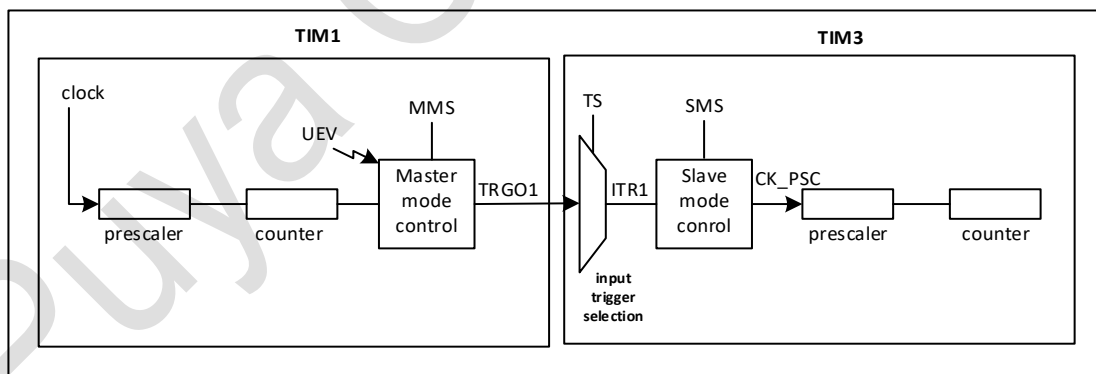 TIM1
TIM3
clock
UEV
MMS
Master
mode
control
TRGO1
prescaler
counter
TS
ITR1
input
trigger
selection
SMS
Slave
mode
conrol
CK_PSC
prescaler
counter
Puya